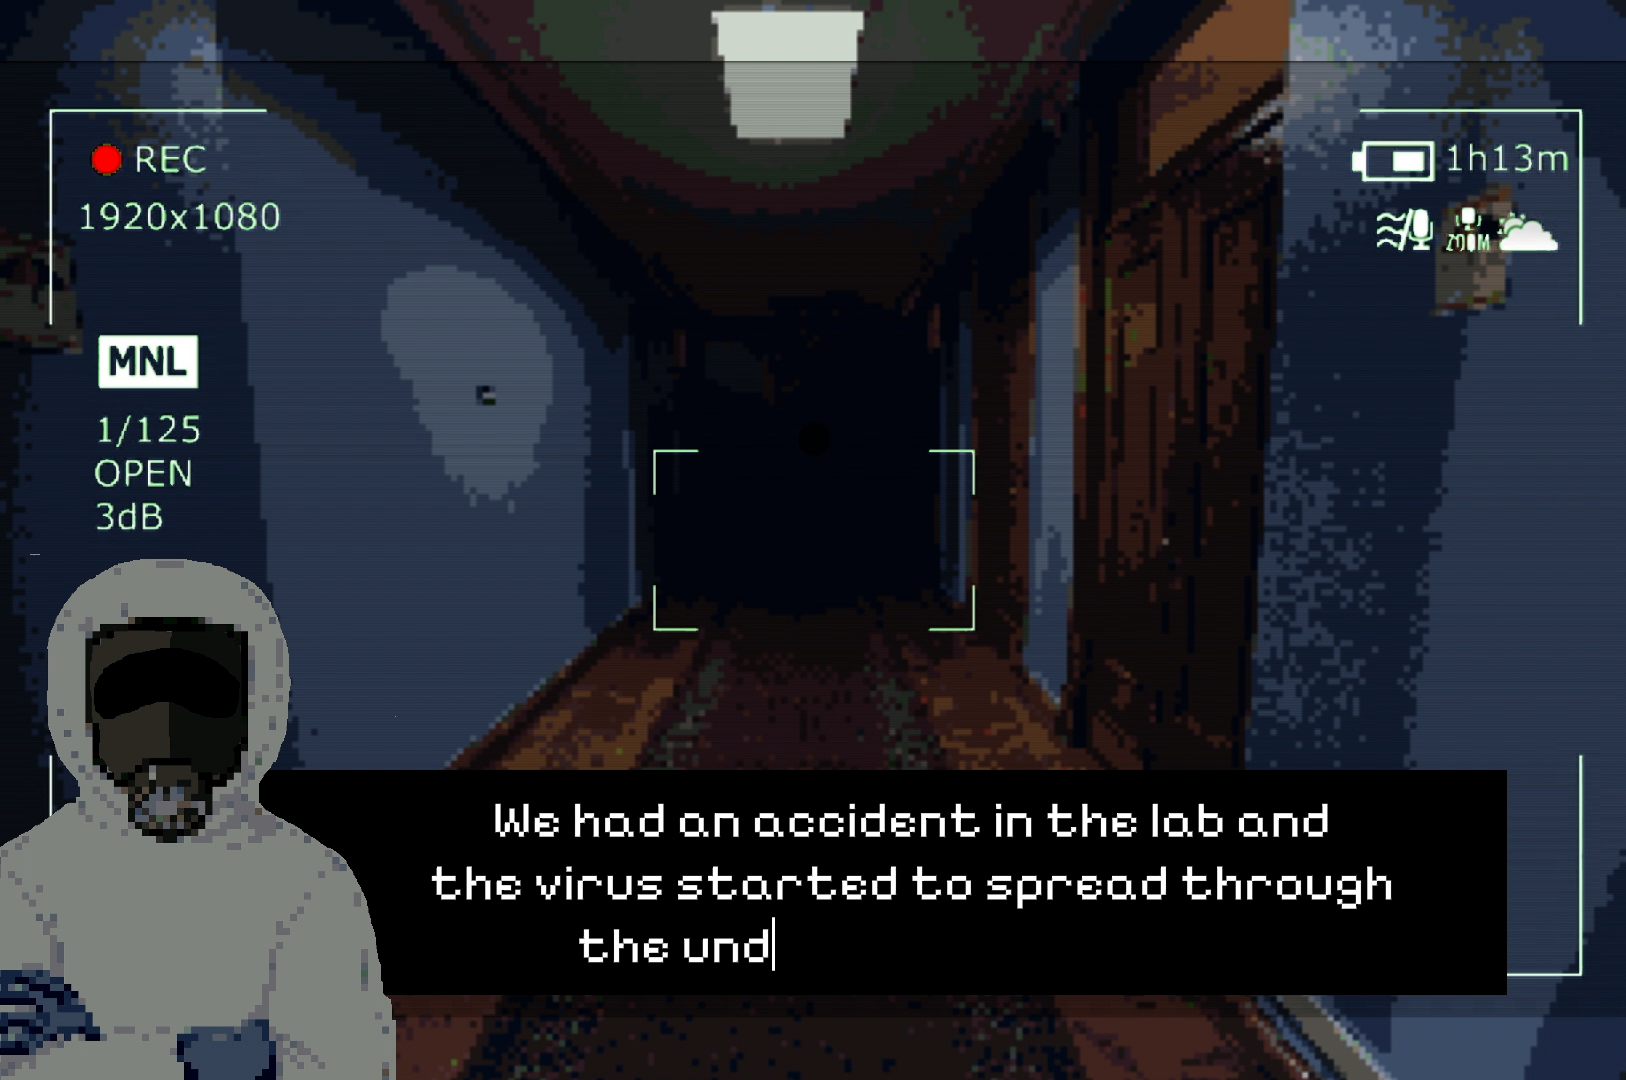 REC
1920x1080
1h13m
ZOOM
MNL
1/125
OPEN
3dB
We had an accident in the lab and
the virus started to spread through
the und